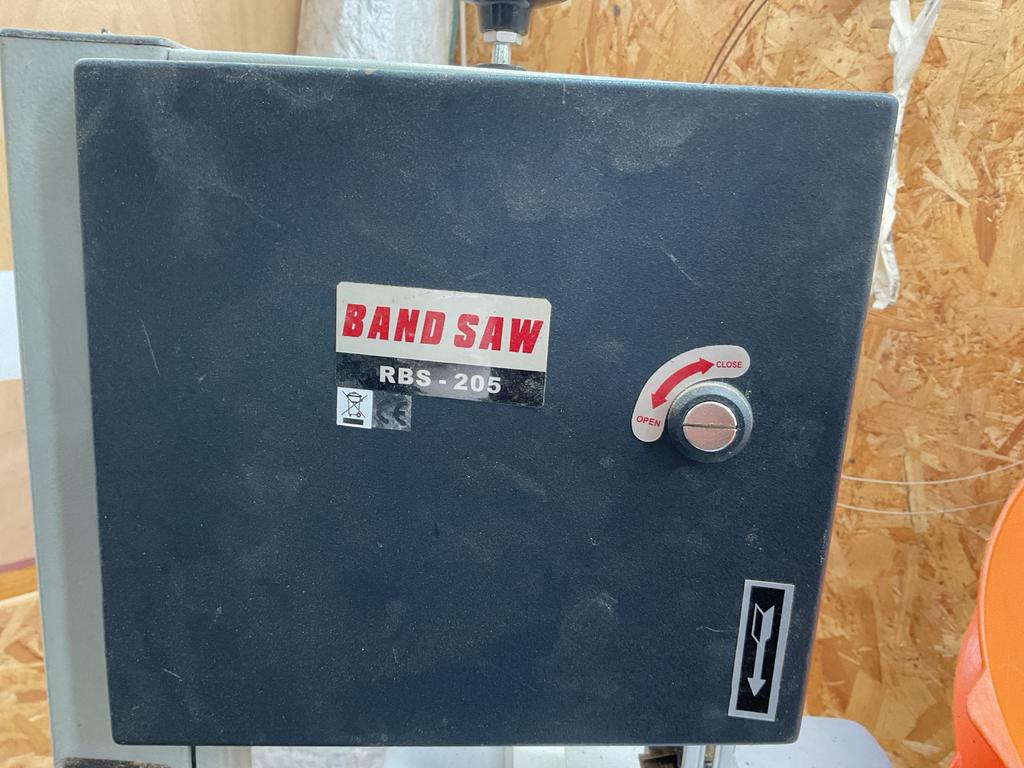 BAND SAW
RBS - 205
CE
CLOSE
OPEN